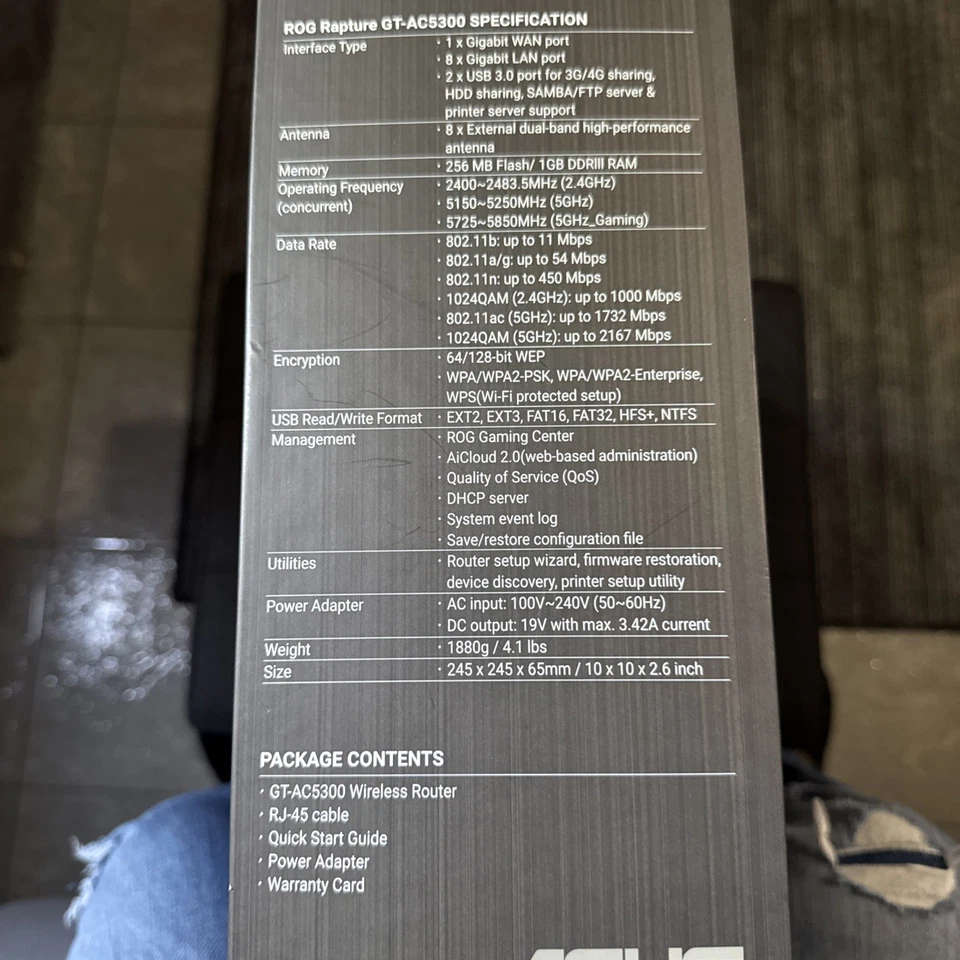 ROG Rapture GT-AC5300 SPECIFICATION
Interface Type
· 1 x Gigabit WAN port
· 8 x Gigabit LAN port
· 2 x USB 3.0 port for 3G/4G sharing,
HDD sharing, SAMBA/FTP server &
printer server support
Antenna
· 8 x External dual-band high-performance
antenna
Memory
· 256 MB Flash/ 1GB DDRIII RAM
Operating Frequency
(concurrent)
· 2400~2483.5MHz (2.4GHz)
· 5150~5250MHz (5GHz)
· 5725~5850MHz (5GHz_Gaming)
Data Rate
· 802.11b: up to 11 Mbps
· 802.11a/g: up to 54 Mbps
· 802.11n: up to 450 Mbps
· 1024QAM (2.4GHz): up to 1000 Mbps
· 802.11ac (5GHz): up to 1732 Mbps
· 1024QAM (5GHz): up to 2167 Mbps
Encryption
· 64/128-bit WEP
· WPA/WPA2-PSK, WPA/WPA2-Enterprise,
WPS(Wi-Fi protected setup)
USB Read/Write Format
· EXT2, EXT3, FAT16, FAT32, HFS+, NTFS
Management
· ROG Gaming Center
· AiCloud 2.0(web-based administration)
· Quality of Service (QoS)
· DHCP server
· System event log
· Save/restore configuration file
Utilities
· Router setup wizard, firmware restoration,
device discovery, printer setup utility
Power Adapter
· AC input: 100V~240V (50~60Hz)
· DC output: 19V with max. 3.42A current
Weight
· 1880g / 4.1 lbs
Size
· 245 x 245 x 65mm / 10 x 10 x 2.6 inch
PACKAGE CONTENTS
· GT-AC5300 Wireless Router
· RJ-45 cable
· Quick Start Guide
· Power Adapter
· Warranty Card